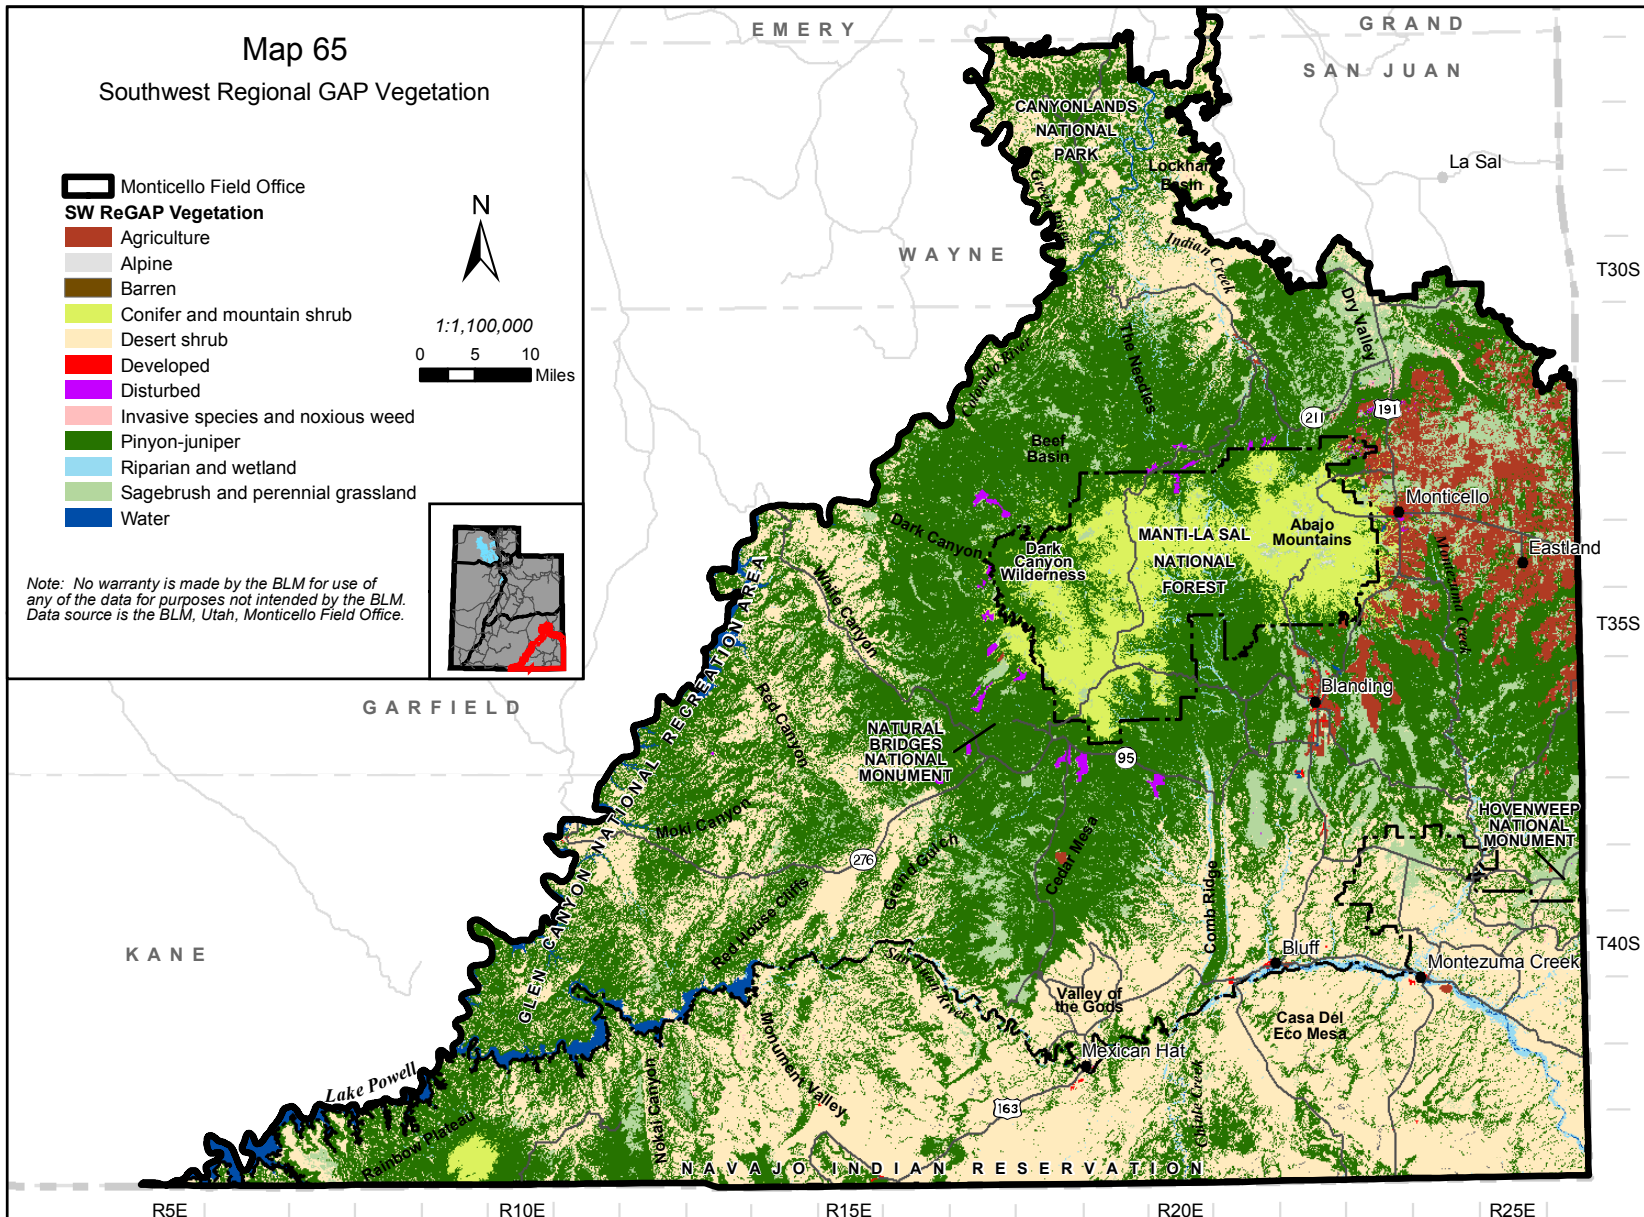 Map 65
Southwest Regional GAP Vegetation
Monticello Field Office
SW ReGAP Vegetation
Agriculture
Alpine
Barren
Conifer and mountain shrub
Desert shrub
Developed
Disturbed
Invasive species and noxious weed
Pinyon-juniper
Riparian and wetland
Sagebrush and perennial grassland
Water
N
1:1,100,000
0 5 10
Miles
Note: No warranty is made by the BLM for use of
any of the data for purposes not intended by the BLM.
Data source is the BLM, Utah, Monticello Field Office.
EMERY
GRAND
SAN JUAN
WAYNE
GARFIELD
KANE
La Sal
CANYONLANDS
NATIONAL
PARK
Lockhart
Basin
Green River
Indian Creek
Dry Valley
The Needles
Colorado River
Beef
Basin
211
191
Monticello
Eastland
Montezuma Creek
Abajo
Mountains
MANTI-LA SAL
NATIONAL
FOREST
Dark
Canyon
Wilderness
Dark Canyon
White Canyon
Red Canyon
Blanding
NATURAL
BRIDGES
NATIONAL
MONUMENT
95
GLEN CANYON NATIONAL RECREATION AREA
Moki Canyon
276
Grand Gulch
Cedar Mesa
Red House Cliffs
Comb Ridge
HOVENWEEP
NATIONAL
MONUMENT
Bluff
Montezuma Creek
San Juan River
Valley of
the Gods
Casa Del
Eco Mesa
Mexican Hat
Monument Valley
163
Chinle Creek
Lake Powell
Rainbow Plateau
Nokai Canyon
NAVAJO INDIAN RESERVATION
T30S
T35S
T40S
R5E
R10E
R15E
R20E
R25E